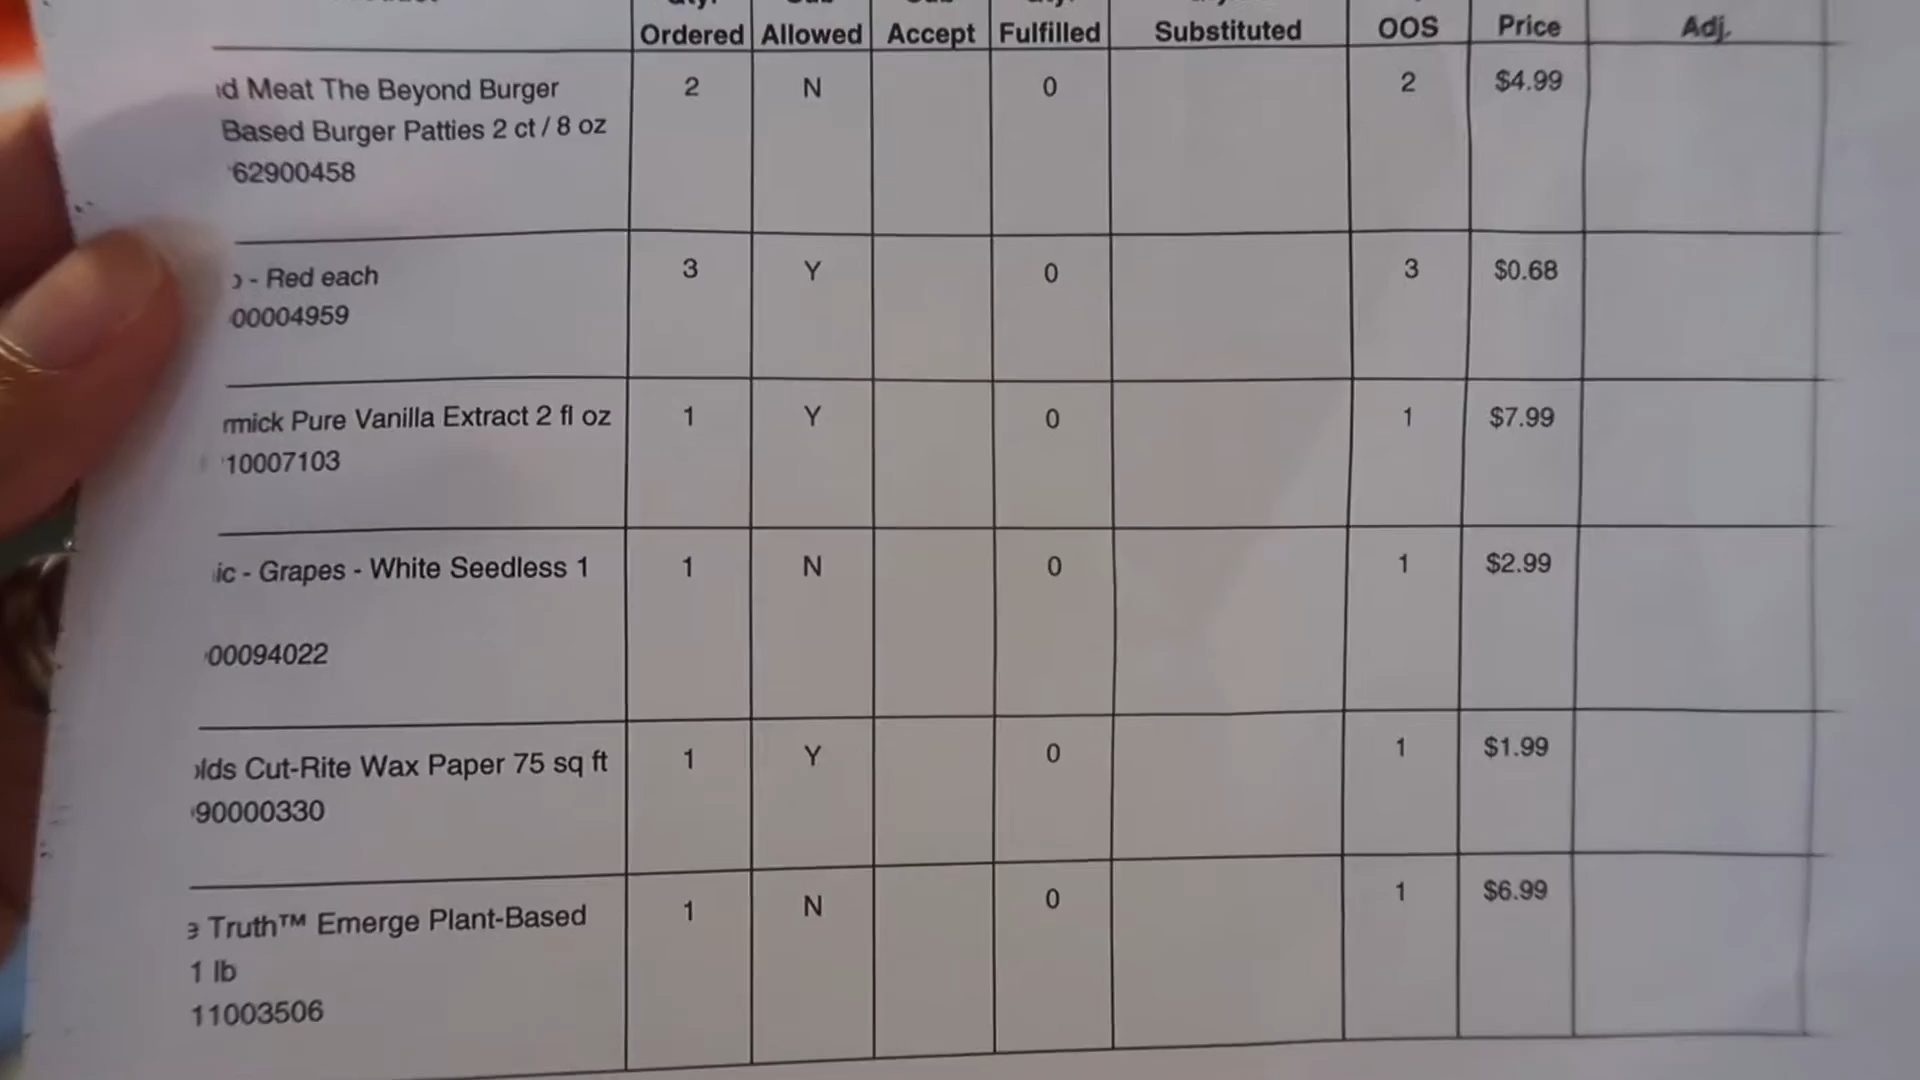 Ordered Allowed Accept Fulfilled Substituted OOS Price Adj.
Meat The Beyond Burger 2 N 0 2 $4.99
Based Burger Patties 2 ct / 8 oz
62900458
- Red each 3 Y 0 3 $0.68
00004959
rmick Pure Vanilla Extract 2 fl oz 1 Y 0 1 $7.99
10007103
ic - Grapes - White Seedless 1 1 N 0 1 $2.99
00094022
lds Cut-Rite Wax Paper 75 sq ft 1 Y 0 1 $1.99
90000330
Truth™ Emerge Plant-Based 1 N 0 1 $6.99
1 lb
11003506